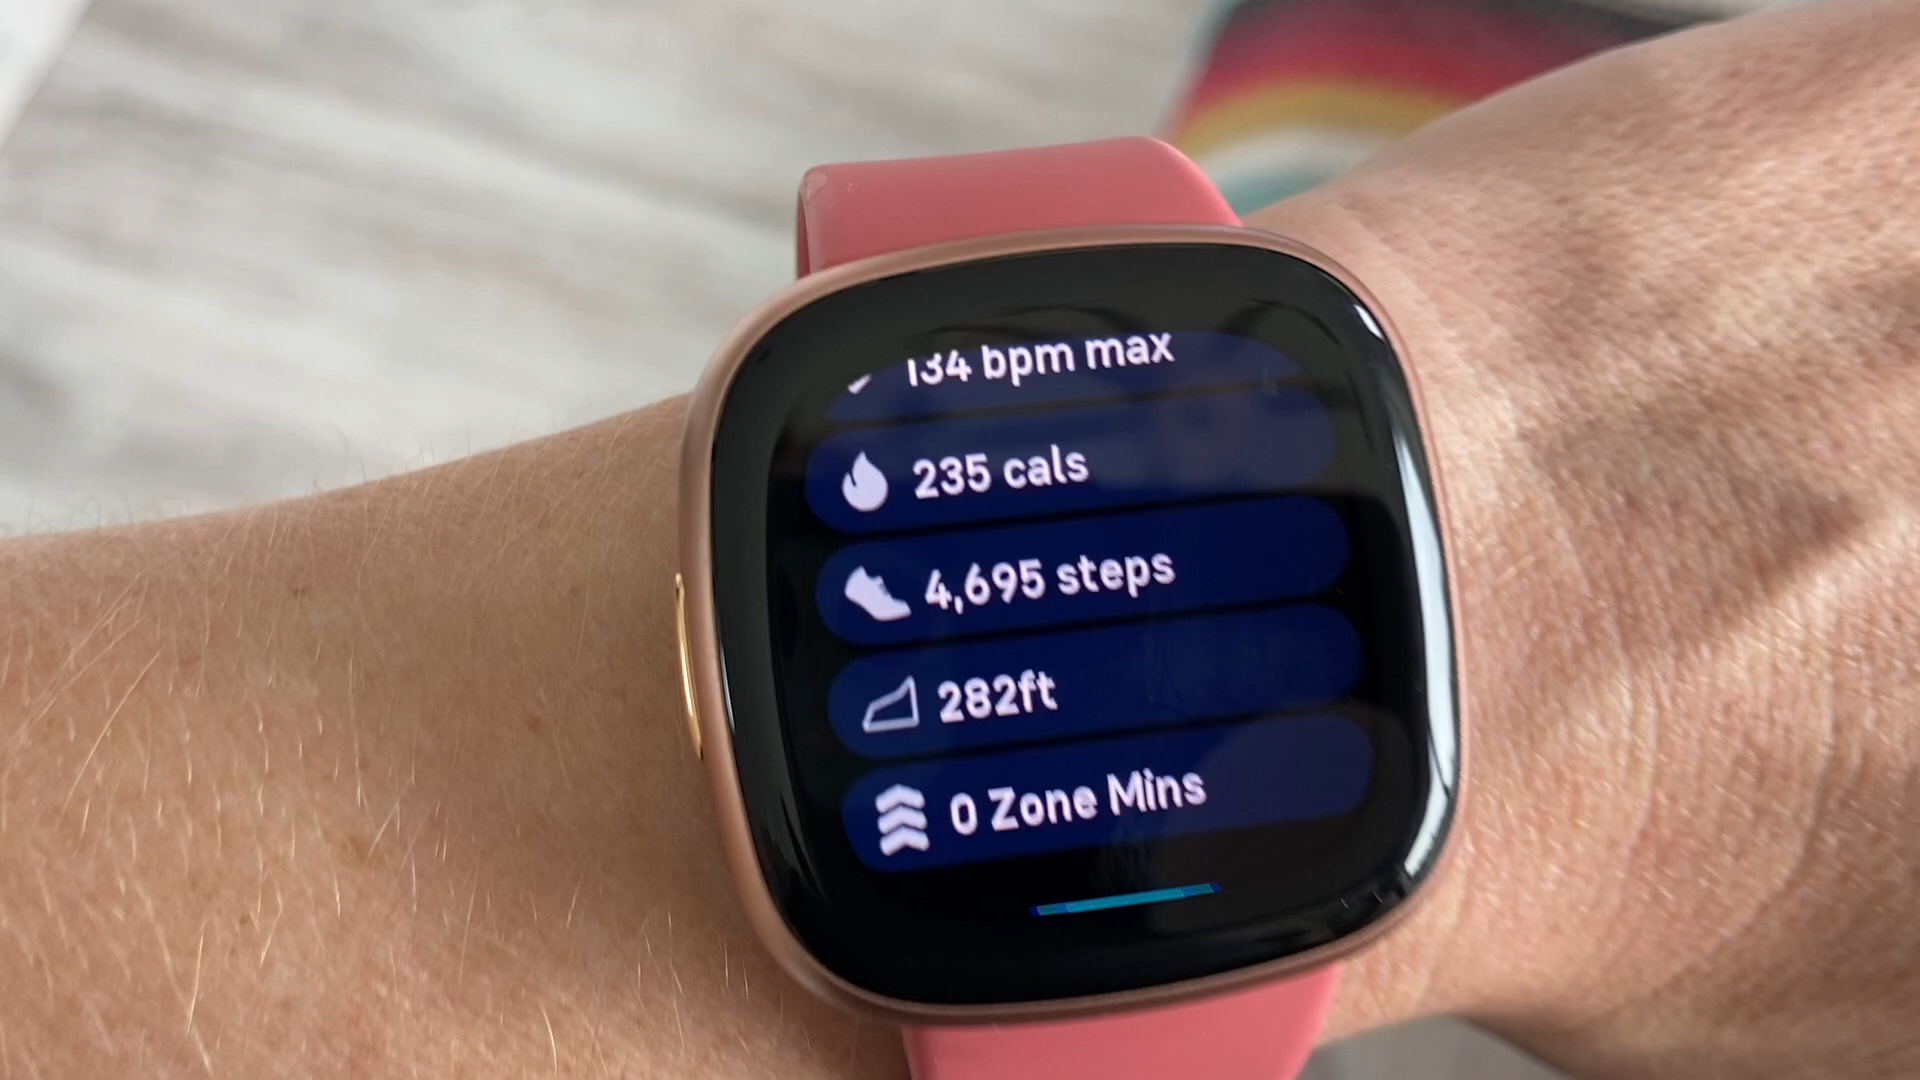 134 bpm max
235 cals
4,695 steps
282ft
0 Zone Mins